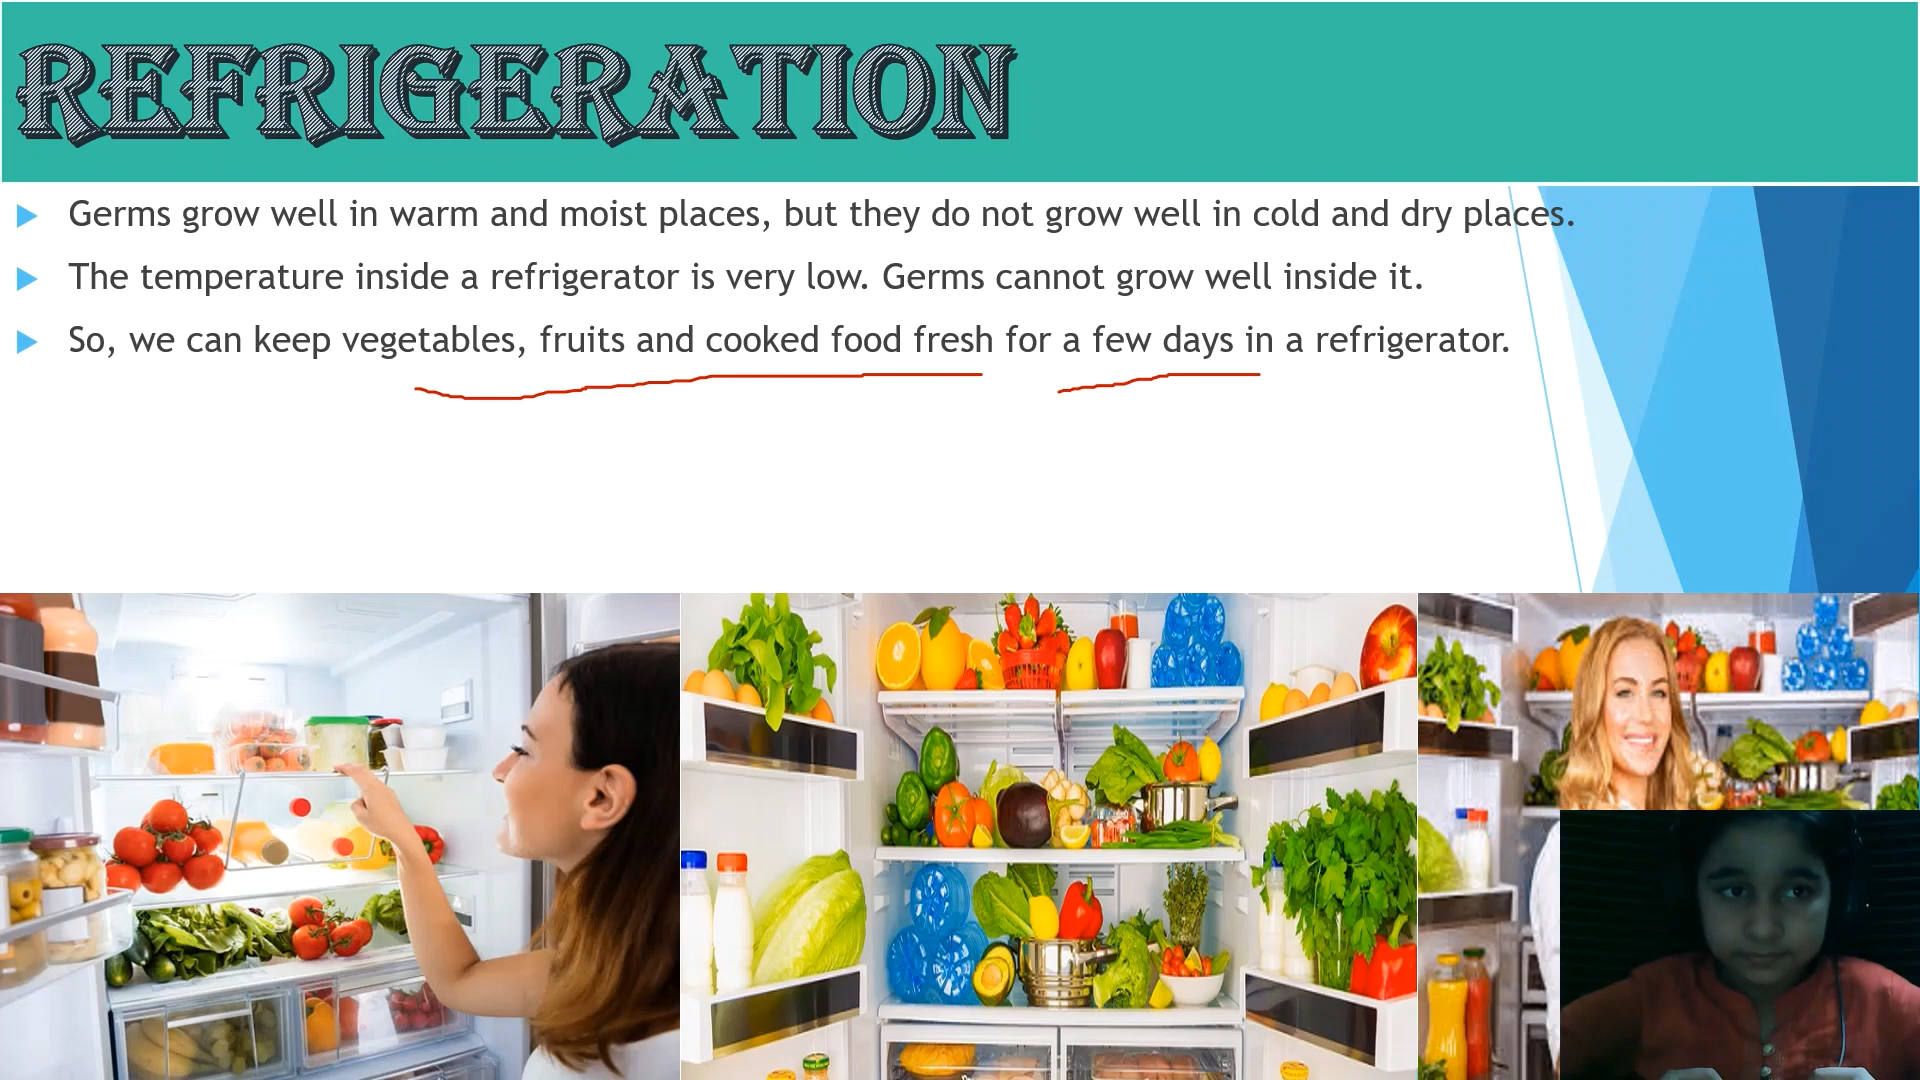 REFRIGERATION
Germs grow well in warm and moist places, but they do not grow well in cold and dry places.
The temperature inside a refrigerator is very low. Germs cannot grow well inside it.
So, we can keep vegetables, fruits and cooked food fresh for a few days in a refrigerator.